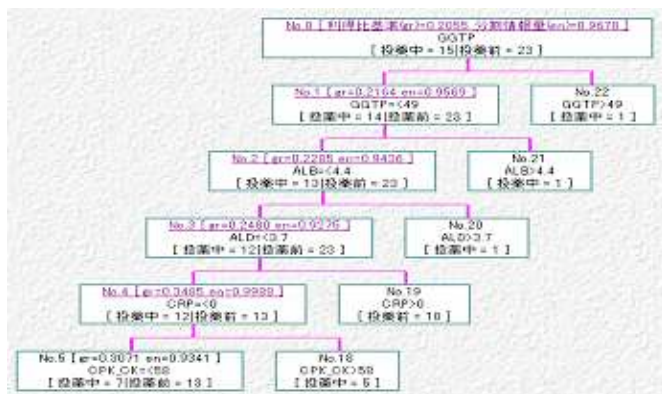 No.0 [ 利得比基準(gr)=0.2055 分割情報量(en)=0.9678 ]
GGTP
[ 投薬中 = 15|投薬前 = 23 ]
No.1 [ gr=0.2164 en=0.9569 ]
GGTP=<49
[ 投薬中 = 14|投薬前 = 23 ]
No.22
GGTP>49
[ 投薬中 = 1 ]
No.2 [ gr=0.2285 en=0.9436 ]
ALB=<4.4
[ 投薬中 = 13|投薬前 = 23 ]
No.21
ALB>4.4
[ 投薬中 = 1 ]
No.3 [ gr=0.2480 en=0.9275 ]
=<3.7
[ 投薬中 = 12|投薬前 = 23 ]
No.20
>3.7
[ 投薬中 = 1 ]
No.4 [ gr=0.3485 en=0.9988 ]
CRP=<0
[ 投薬中 = 12|投薬前 = 13 ]
No.19
CRP>0
[ 投薬前 = 10 ]
No.5 [ gr=0.3071 en=0.9341 ]
CPK_CK=<58
[ 投薬中 = 7|投薬前 = 13 ]
No.18
CPK_CK>58
[ 投薬中 = 5 ]